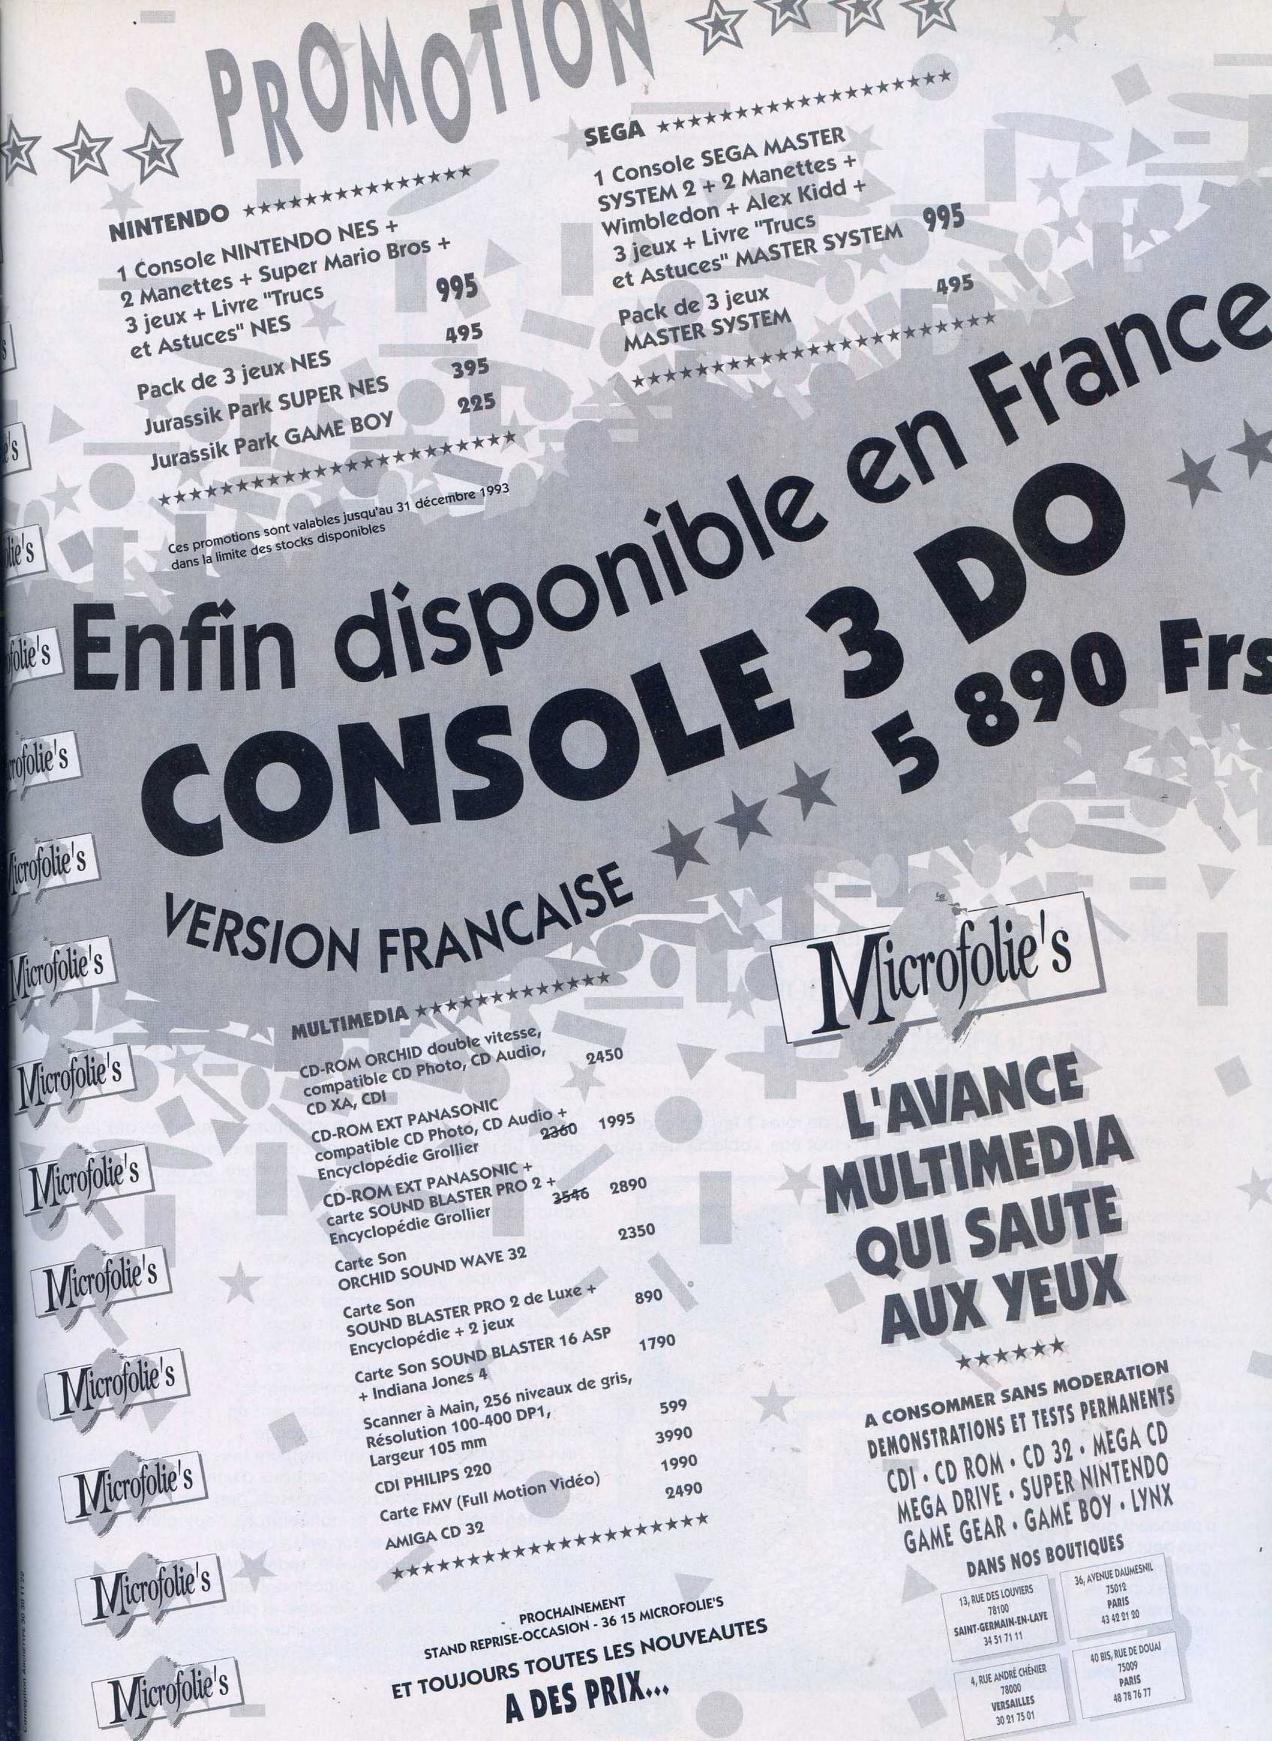 PROMOTION
NINTENDO
1 Console NINTENDO NES +
2 Manettes + Super Mario Bros +
3 jeux + Livre "Trucs
et Astuces" NES 995
Pack de 3 jeux NES 495
Jurassik Park SUPER NES 395
Jurassik Park GAME BOY 225
Ces promotions sont valables jusqu'au 31 décembre 1993
dans la limite des stocks disponibles
SEGA
1 Console SEGA MASTER
SYSTEM 2 + 2 Manettes +
Wimbledon + Alex Kidd +
3 jeux + Livre "Trucs
et Astuces" MASTER SYSTEM 995
Pack de 3 jeux
MASTER SYSTEM 495
Enfin disponible en France
CONSOLE 3 DO
5 890 Frs
VERSION FRANCAISE
MULTIMEDIA
CD-ROM ORCHID double vitesse,
compatible CD Photo, CD Audio,
CD XA, CDI 2450
CD-ROM EXT PANASONIC
compatible CD Photo, CD Audio +
Encyclopédie Grollier 2360 1995
CD-ROM EXT PANASONIC +
carte SOUND BLASTER PRO 2 +
Encyclopédie Grollier 3546 2890
Carte Son
ORCHID SOUND WAVE 32 2350
Carte Son
SOUND BLASTER PRO 2 de Luxe +
Encyclopédie + 2 jeux 890
Carte Son SOUND BLASTER 16 ASP
+ Indiana Jones 4 1790
Scanner à Main, 256 niveaux de gris,
Résolution 100-400 DP1,
Largeur 105 mm 599
CDI PHILIPS 220 3990
Carte FMV (Full Motion Vidéo) 1990
AMIGA CD 32 2490
PROCHAINEMENT
STAND REPRISE-OCCASION - 36 15 MICROFOLIE'S
ET TOUJOURS TOUTES LES NOUVEAUTES
A DES PRIX...
Microfolie's
L'AVANCE
MULTIMEDIA
QUI SAUTE
AUX YEUX
A CONSOMMER SANS MODERATION
DEMONSTRATIONS ET TESTS PERMANENTS
CDI • CD ROM • CD 32 • MEGA CD
MEGA DRIVE • SUPER NINTENDO
GAME GEAR • GAME BOY • LYNX
DANS NOS BOUTIQUES
13, RUE DES LOUVIERS
78100
SAINT-GERMAIN-EN-LAYE
34 51 71 11
36, AVENUE DAUMESNIL
75012
PARIS
43 42 21 20
4, RUE ANDRÉ CHÉNIER
78000
VERSAILLES
30 21 75 01
40 BIS, RUE DE DOUAI
75009
PARIS
48 78 76 77
's
e's
lie's
folie's
rofolie's
Microfolie's
Microfolie's
Microfolie's
Microfolie's
Microfolie's
Microfolie's
Microfolie's
Microfolie's
Microfolie's